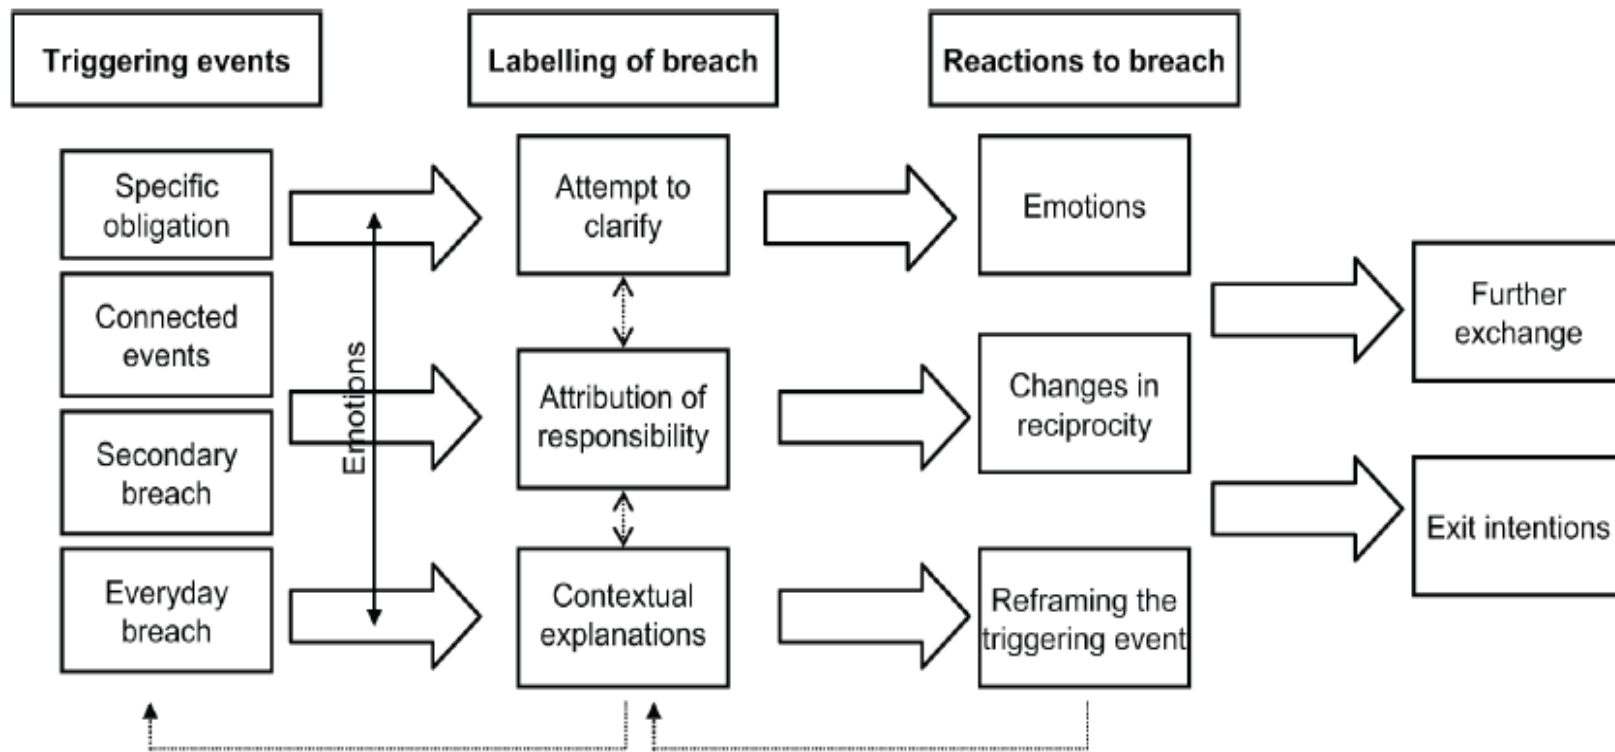 Triggering events
Labelling of breach
Reactions to breach
Specific
obligation
Connected
events
Secondary
breach
Everyday
breach
Emotions
Attempt to
clarify
Attribution of
responsibility
Contextual
explanations
Emotions
Changes in
reciprocity
Reframing the
triggering event
Further
exchange
Exit intentions